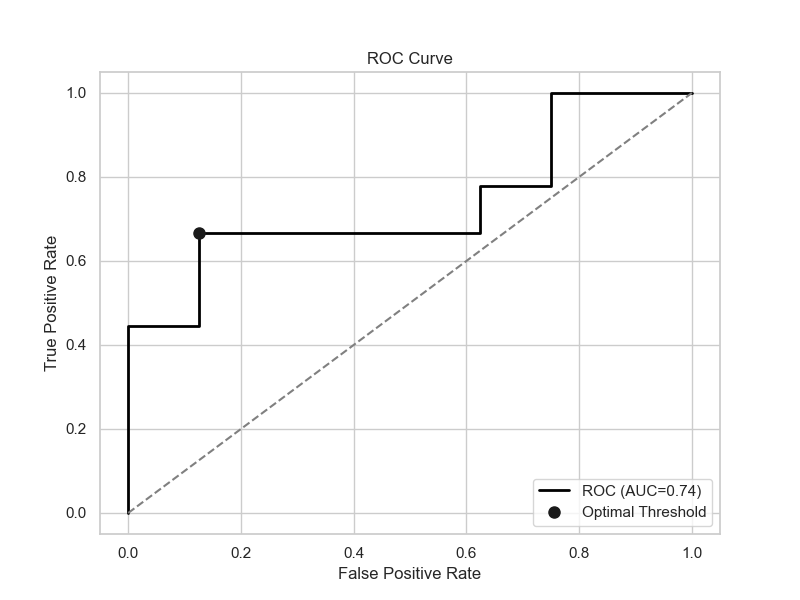 ROC Curve
True Positive Rate
1.0
0.8
0.6
0.4
0.2
0.0
ROC (AUC=0.74)
Optimal Threshold
0.0 0.2 0.4 0.6 0.8 1.0
False Positive Rate